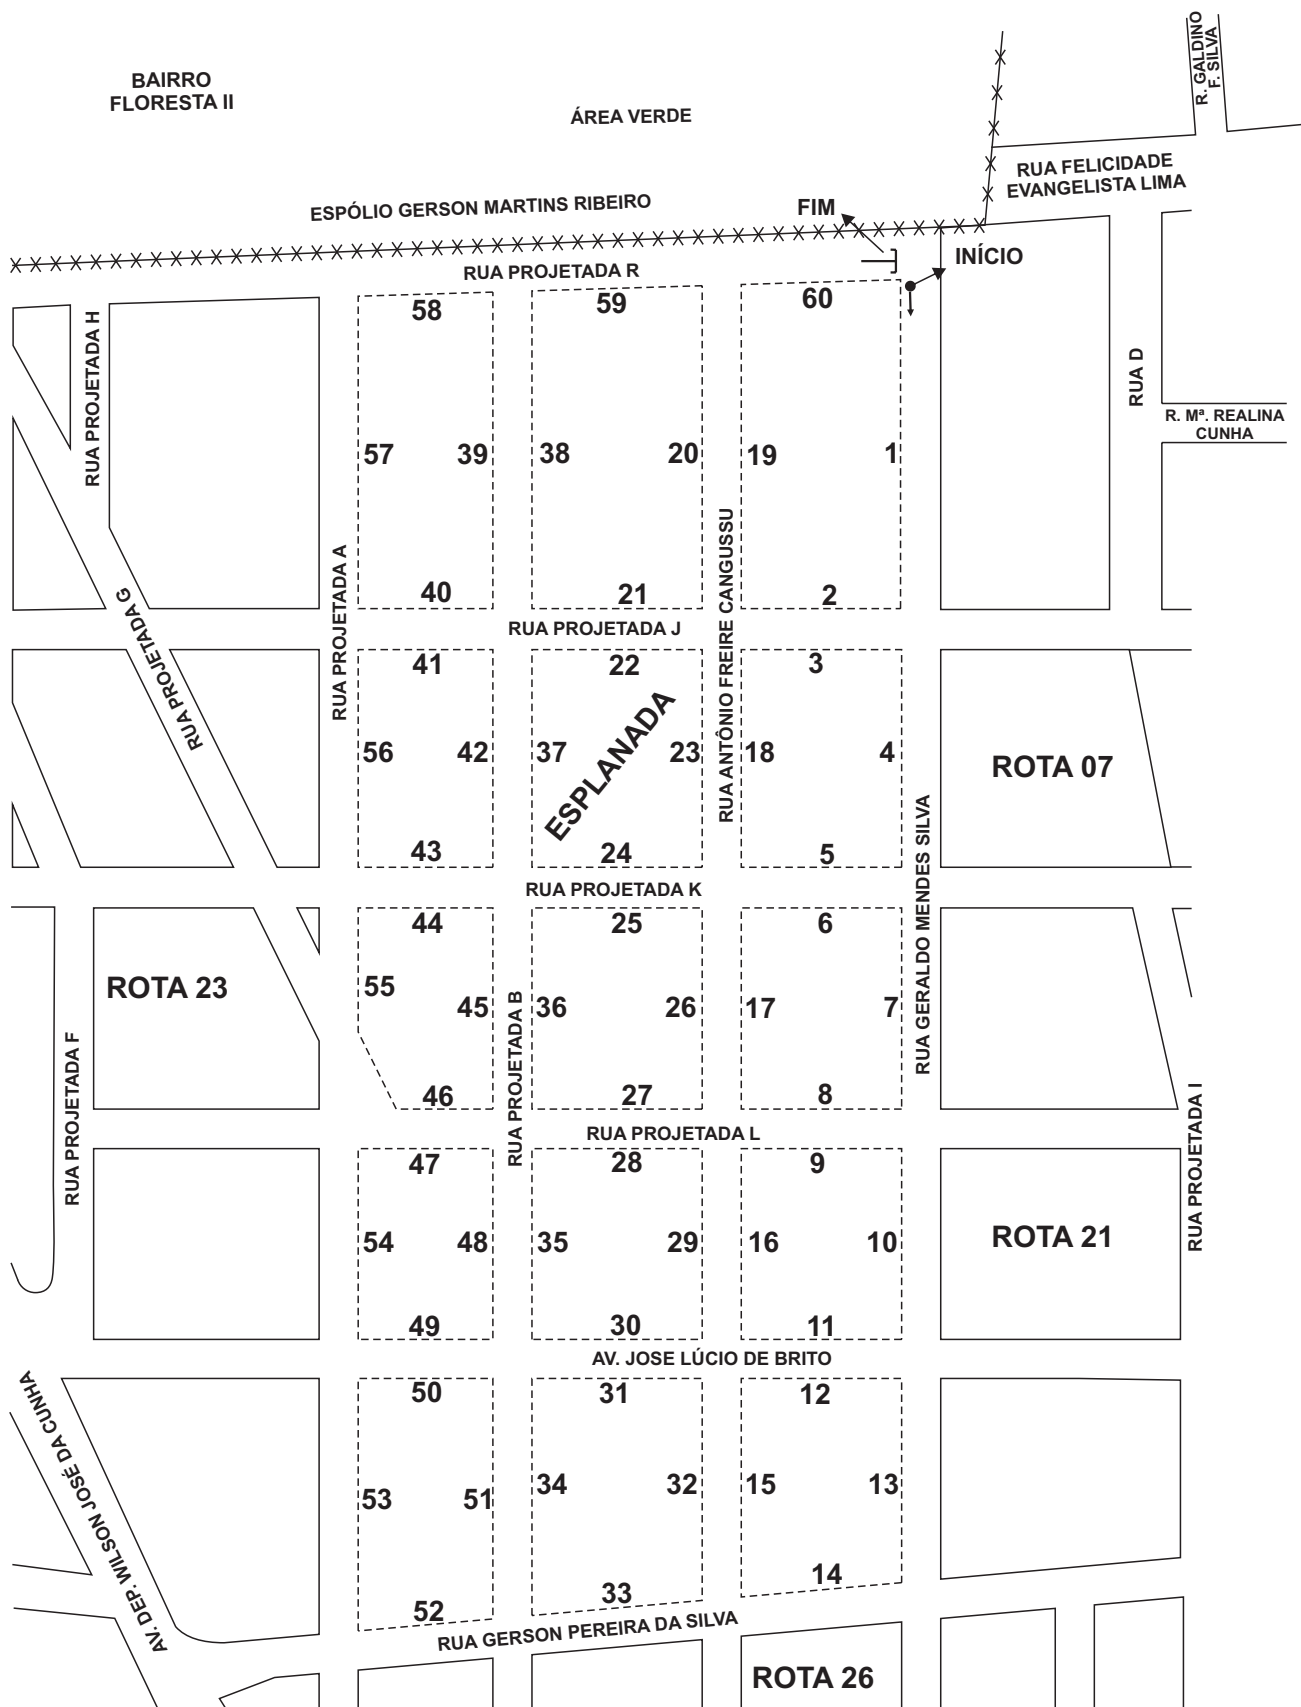 BAIRRO
FLORESTA II
ÁREA VERDE
R. GALDINO
F. SILVA
RUA FELICIDADE
EVANGELISTA LIMA
ESPÓLIO GERSON MARTINS RIBEIRO
FIM
INÍCIO
RUA PROJETADA R
58
59
60
RUA PROJETADA H
RUA D
R. Mª. REALINA
CUNHA
57
39
38
20
19
1
RUA PROJETADA A
RUA ANTÔNIO FREIRE CANGUSSU
40
21
2
RUA PROJETADA G
RUA PROJETADA J
41
22
3
ESPLANADA
56
42
37
23
18
4
ROTA 07
43
24
5
RUA PROJETADA K
RUA GERALDO MENDES SILVA
44
25
6
ROTA 23
55
45
36
26
17
7
RUA PROJETADA B
RUA PROJETADA F
46
27
8
RUA PROJETADA L
RUA PROJETADA I
47
28
9
54
48
35
29
16
10
ROTA 21
49
30
11
AV. JOSE LÚCIO DE BRITO
50
31
12
AV. DEP. WILSON JOSÉ DA CUNHA
53
51
34
32
15
13
52
33
14
RUA GERSON PEREIRA DA SILVA
ROTA 26